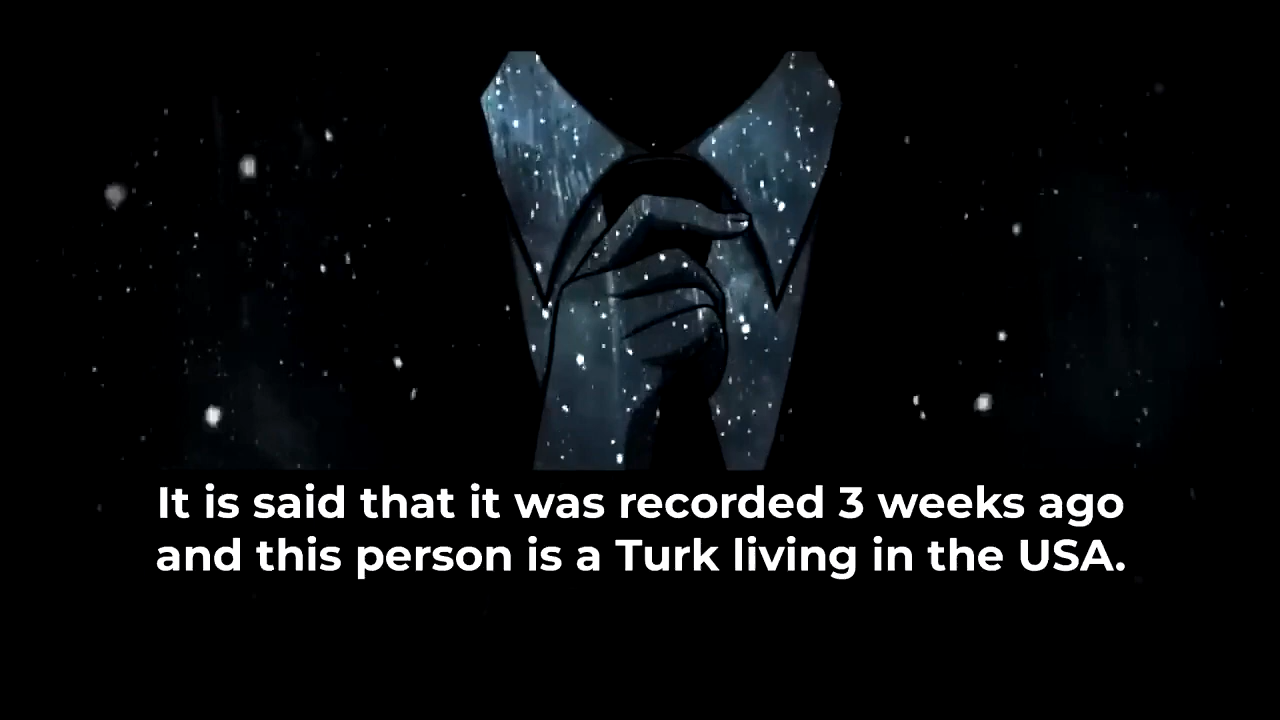 It is said that it was recorded 3 weeks ago
and this person is a Turk living in the USA.